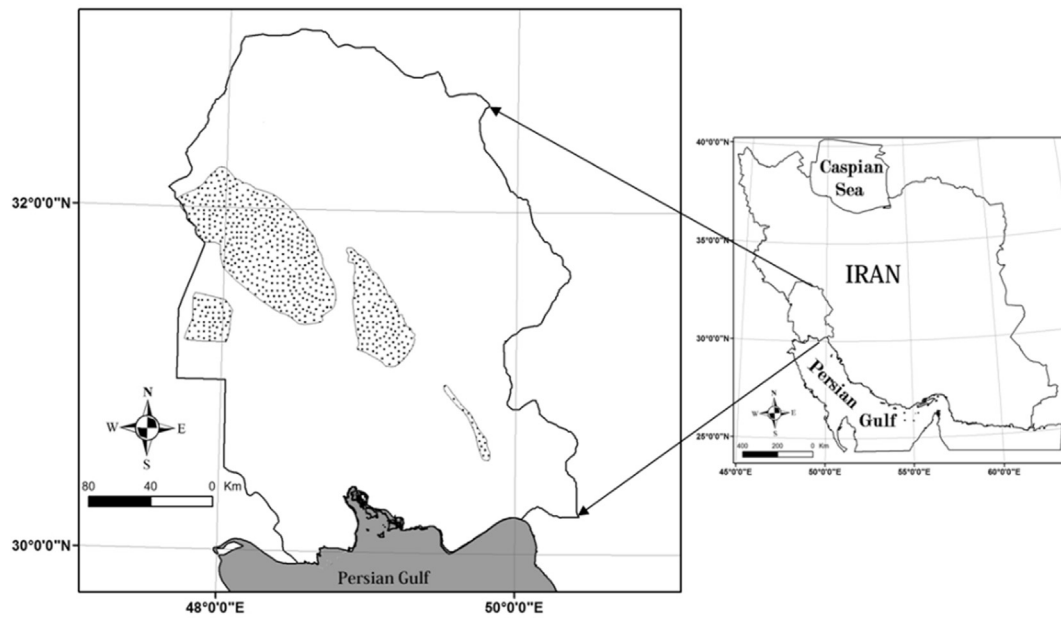 32°0'0"N
30°0'0"N
N
W
E
S
80
40
0
Km
Persian Gulf
48°0'0"E
50°0'0"E
40°0'0"N
35°0'0"N
30°0'0"N
25°0'0"N
Caspian
Sea
IRAN
Persian
Gulf
N
W
E
S
400
200
0
Km
45°0'0"E
50°0'0"E
55°0'0"E
60°0'0"E